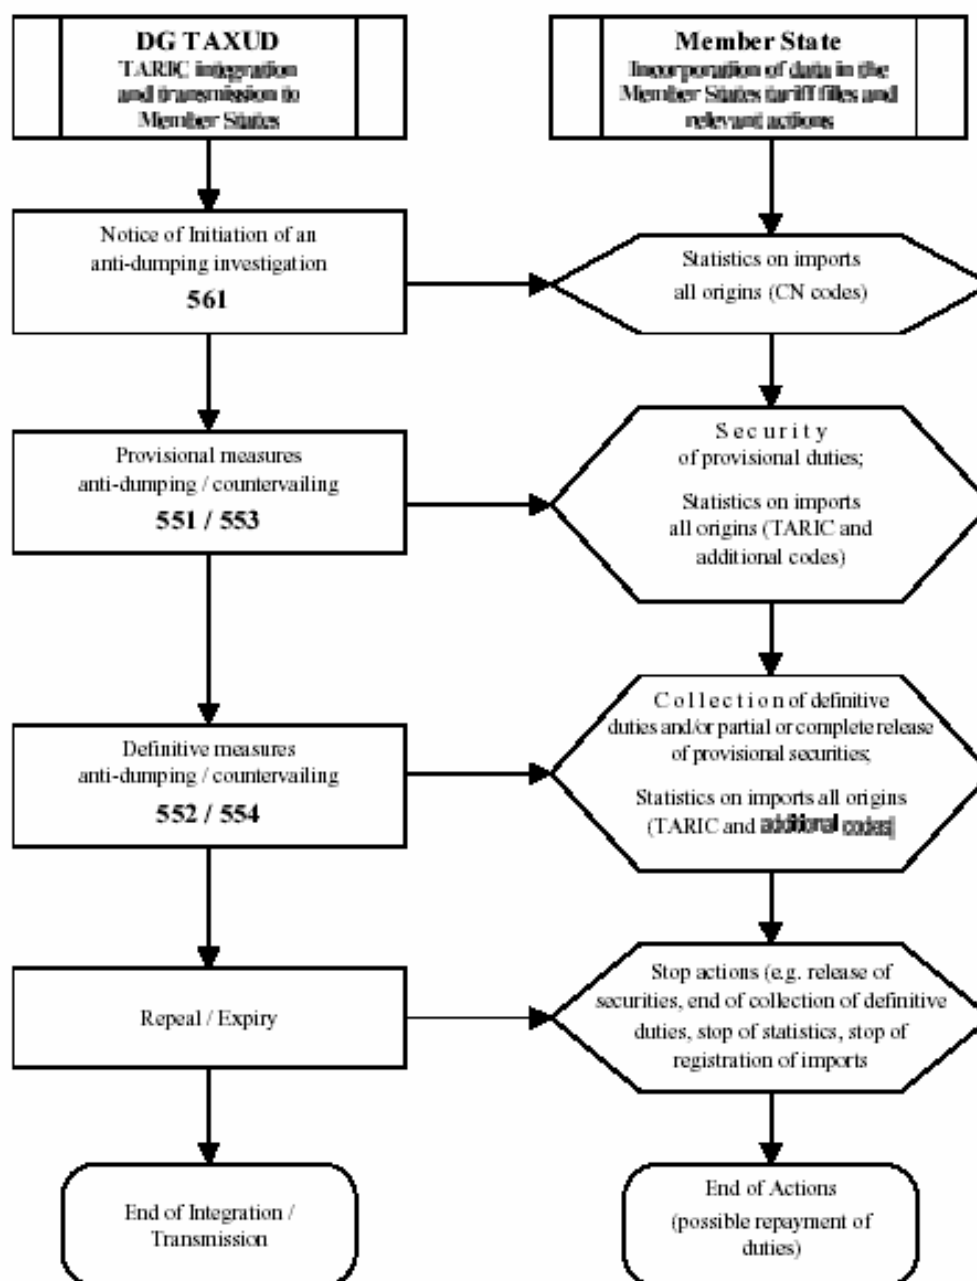 DG TAXUD
TARIC integration
and transmission to
Member States
Member State
Incorporation of data in the
Member States tariff files and
relevant actions
Notice of Initiation of an
anti-dumping investigation
561
Statistics on imports
all origins (CN codes)
Provisional measures
anti-dumping / countervailing
551 / 553
Security
of provisional duties;
Statistics on imports
all origins (TARIC and
additional codes)
Definitive measures
anti-dumping / countervailing
552 / 554
Collection of definitive
duties and/or partial or complete release
of provisional securities;
Statistics on imports all origins
(TARIC and additional codes)
Repeal / Expiry
Stop actions (e.g. release of
securities, end of collection of definitive
duties, stop of statistics, stop of
registration of imports
End of Integration /
Transmission
End of Actions
(possible repayment of
duties)